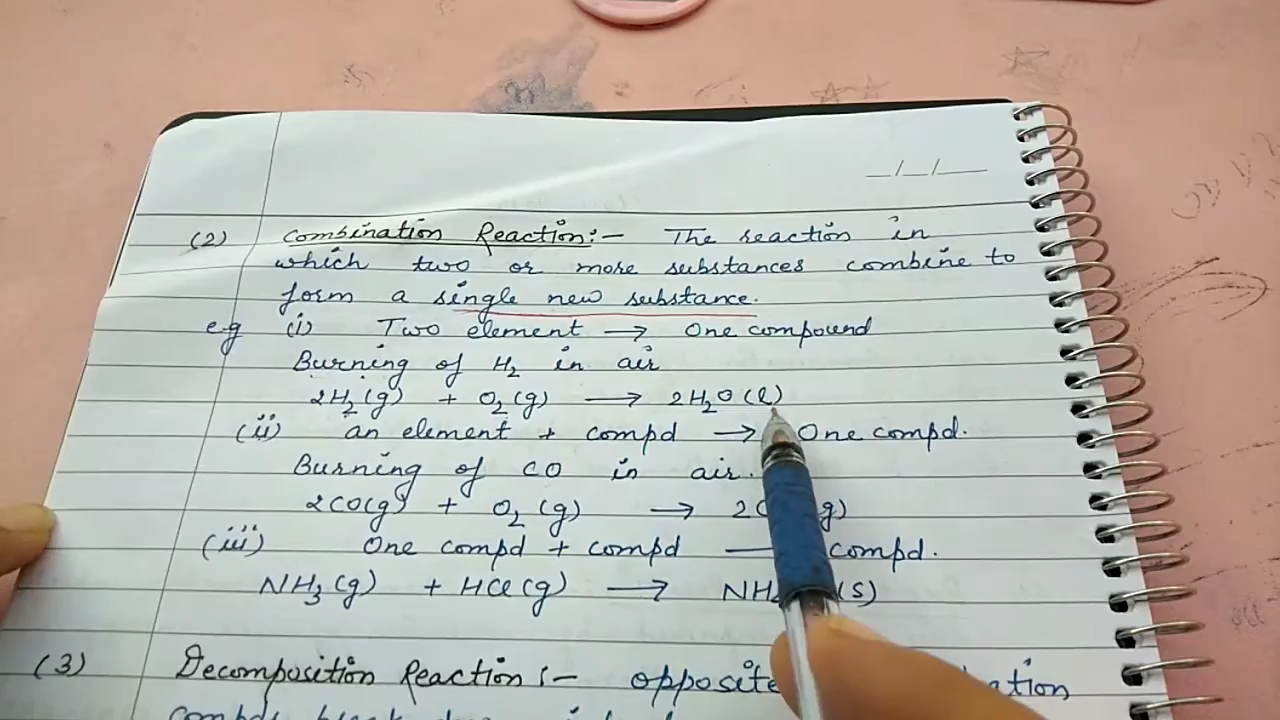 _/_/__
(2) Combination Reaction:- The reaction in
which two or more substances combine to
form a single new substance.
eg (i) Two element → One compound
Burning of H₂ in air
2H₂(g) + O₂(g) → 2H₂O(l)
(ii) an element + compd → One compd.
Burning of CO in air.
2CO(g) + O₂(g) → 2 g)
(iii) One compd + compd compd.
NH₃(g) + HCl(g) → NH (s)
(3) Decomposition Reaction:- opposite